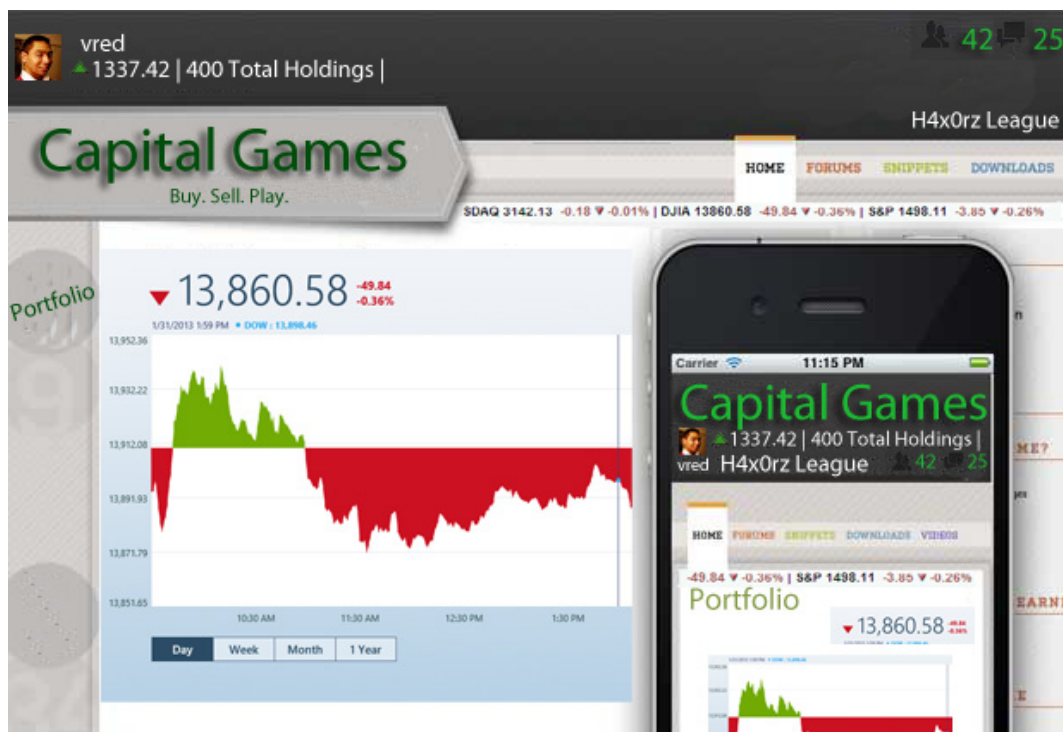 vred
1337.42 | 400 Total Holdings |
42 25
H4x0rz League
Capital Games
Buy. Sell. Play.
HOME FORUMS SNIPPETS DOWNLOADS
SDAQ 3142.13 -0.18 ▼ -0.01% | DJIA 13860.58 -49.84 ▼ -0.36% | S&P 1498.11 -3.85 ▼ -0.26%
Portfolio
▼ 13,860.58 -49.84
-0.36%
1/31/2013 1:59 PM • DOW : 13,898.46
13,952.36
13,932.22
13,912.08
13,891.93
13,871.79
13,851.65
10:30 AM 11:30 AM 12:30 PM 1:30 PM
Day Week Month 1 Year
Carrier 11:15 PM
Capital Games
1337.42 | 400 Total Holdings |
vred H4x0rz League 42 25
HOME FORUMS SNIPPETS DOWNLOADS VIDEOS
-49.84 ▼ -0.36% | S&P 1498.11 -3.85 ▼ -0.26%
Portfolio
▼ 13,860.58 -49.84
-0.36%
ME?
EARN